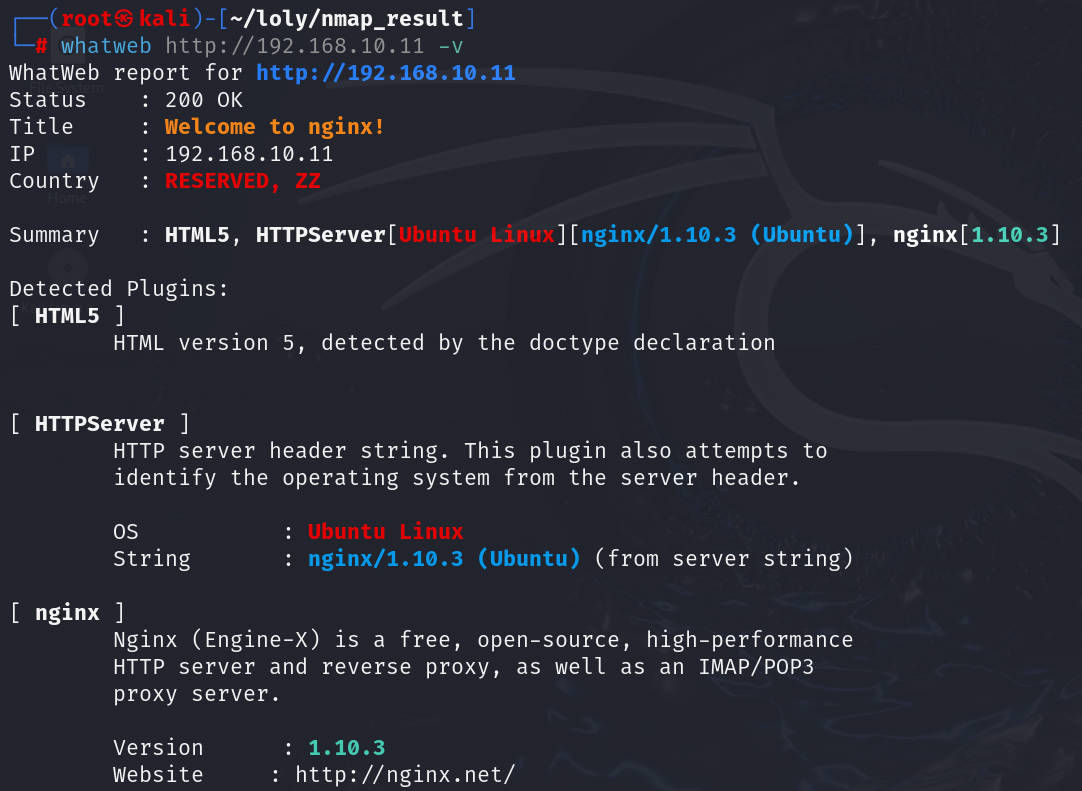 ┌──(root㉿kali)-[~/loly/nmap_result]
└─# whatweb http://192.168.10.11 -v
WhatWeb report for http://192.168.10.11
Status    : 200 OK
Title     : Welcome to nginx!
IP        : 192.168.10.11
Country   : RESERVED, ZZ

Summary   : HTML5, HTTPServer[Ubuntu Linux][nginx/1.10.3 (Ubuntu)], nginx[1.10.3]

Detected Plugins:
[ HTML5 ]
        HTML version 5, detected by the doctype declaration


[ HTTPServer ]
        HTTP server header string. This plugin also attempts to
        identify the operating system from the server header.

        OS           : Ubuntu Linux
        String       : nginx/1.10.3 (Ubuntu) (from server string)

[ nginx ]
        Nginx (Engine-X) is a free, open-source, high-performance
        HTTP server and reverse proxy, as well as an IMAP/POP3
        proxy server.

        Version      : 1.10.3
        Website     : http://nginx.net/